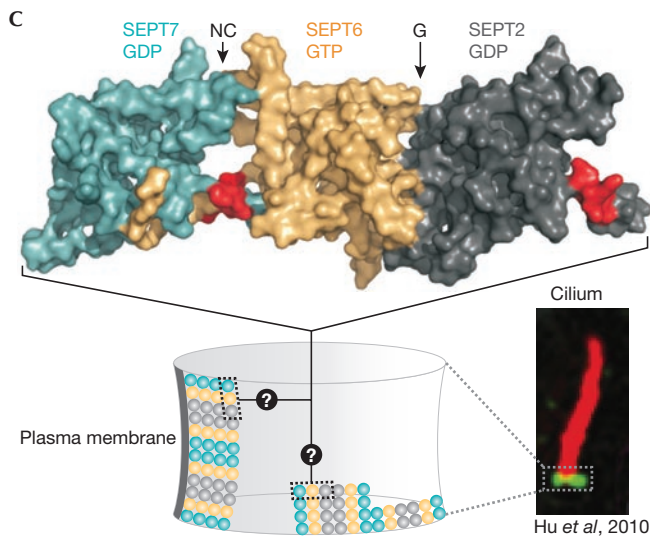 C
SEPT7 NC SEPT6 G SEPT2
GDP GTP GDP
Cilium
?
Plasma membrane
?
Hu et al, 2010